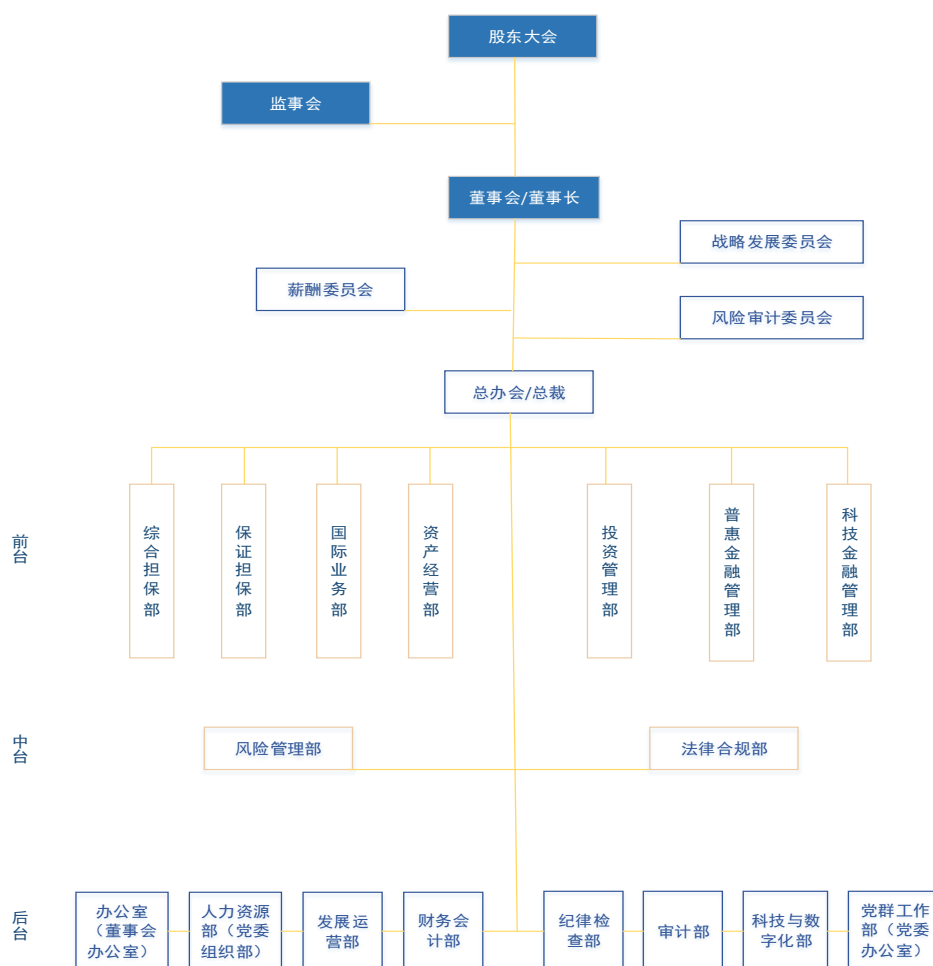 股东大会
监事会
董事会/董事长
战略发展委员会
薪酬委员会
风险审计委员会
总办会/总裁
前台
综合担保部
保证担保部
国际业务部
资产经营部
投资管理部
普惠金融管理部
科技金融管理部
中台
风险管理部
法律合规部
后台
办公室
（董事会
办公室）
人力资源
部（党委
组织部）
发展运
营部
财务会
计部
纪律检
查部
审计部
科技与数
字化部
党群工作
部（党委
办公室）